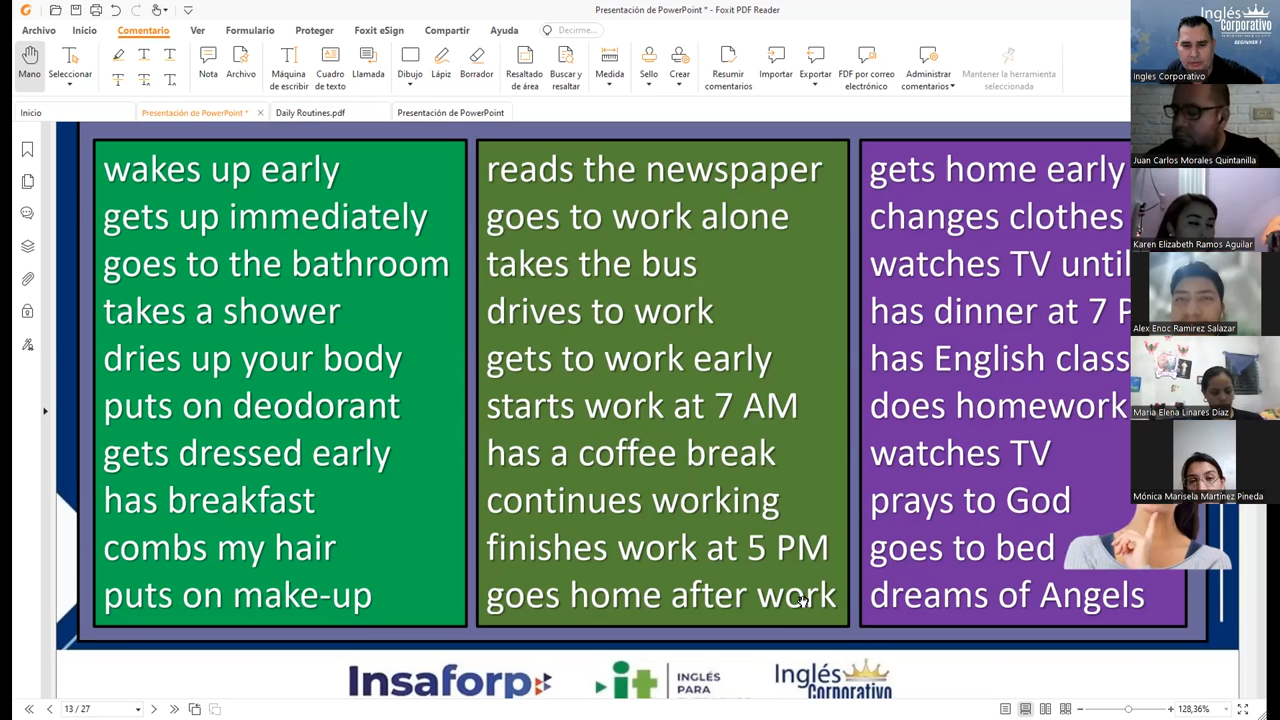 Presentación de PowerPoint * - Foxit PDF Reader
Archivo Inicio Comentario Ver Formulario Proteger Foxit eSign Compartir Ayuda Decirme...
Mano Seleccionar Nota Archivo Máquina de escribir Cuadro de texto Llamada Dibujo Lápiz Borrador Resaltado de área Buscar y resaltar Medida Sello Crear Resumir comentarios Importar Exportar PDF por correo electrónico Administrar comentarios Mantener la herramienta seleccionada
Inicio Presentación de PowerPoint * Daily Routines.pdf Presentación de PowerPoint
wakes up early
gets up immediately
goes to the bathroom
takes a shower
dries up your body
puts on deodorant
gets dressed early
has breakfast
combs my hair
puts on make-up
reads the newspaper
goes to work alone
takes the bus
drives to work
gets to work early
starts work at 7 AM
has a coffee break
continues working
finishes work at 5 PM
goes home after work
gets home early
changes clothes
watches TV until
has dinner at 7 P
has English class
does homework
watches TV
prays to God
goes to bed
dreams of Angels
Insaforp
it
INGLÉS
PARA
Inglés
Corporativo
13 / 27
128,36%
Inglés
Corporativo
BEGINNER 1
Ingles Corporativo
Juan Carlos Morales Quintanilla
Karen Elizabeth Ramos Aguilar
Alex Enoc Ramirez Salazar
Maria Elena Linares Diaz
Mónica Marisela Martínez Pineda